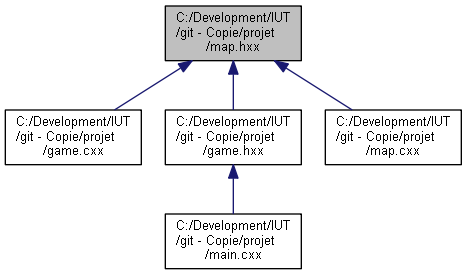 C:/Development/IUT
/git - Copie/projet
/map.hxx
C:/Development/IUT
/git - Copie/projet
/game.cxx
C:/Development/IUT
/git - Copie/projet
/game.hxx
C:/Development/IUT
/git - Copie/projet
/map.cxx
C:/Development/IUT
/git - Copie/projet
/main.cxx